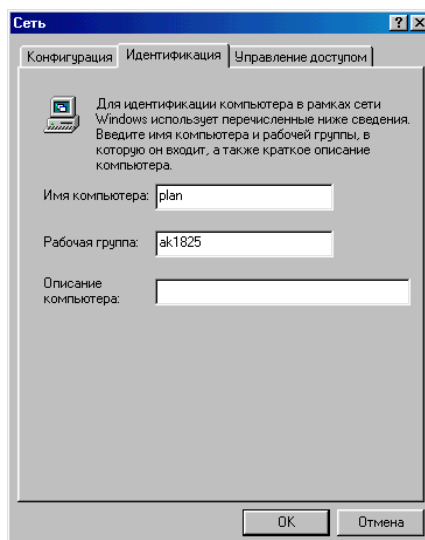 Сеть
Конфигурация Идентификация Управление доступом
Для идентификации компьютера в рамках сети
Windows использует перечисленные ниже сведения.
Введите имя компьютера и рабочей группы, в
которую он входит, а также краткое описание
компьютера.
Имя компьютера: plan
Рабочая группа: ak1825
Описание
компьютера:
OK Отмена